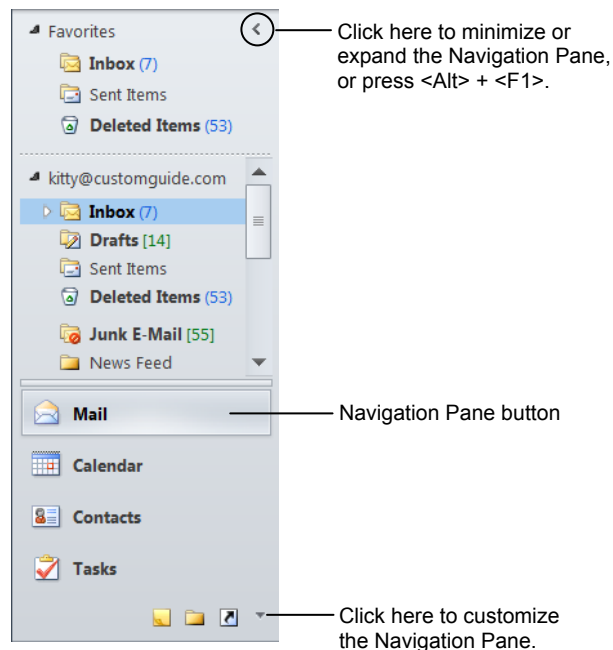 Favorites
Inbox (7)
Sent Items
Deleted Items (53)
kitty@customguide.com
Inbox (7)
Drafts [14]
Sent Items
Deleted Items (53)
Junk E-Mail [55]
News Feed
Mail
Calendar
Contacts
Tasks
Click here to minimize or
expand the Navigation Pane,
or press <Alt> + <F1>.
Navigation Pane button
Click here to customize
the Navigation Pane.